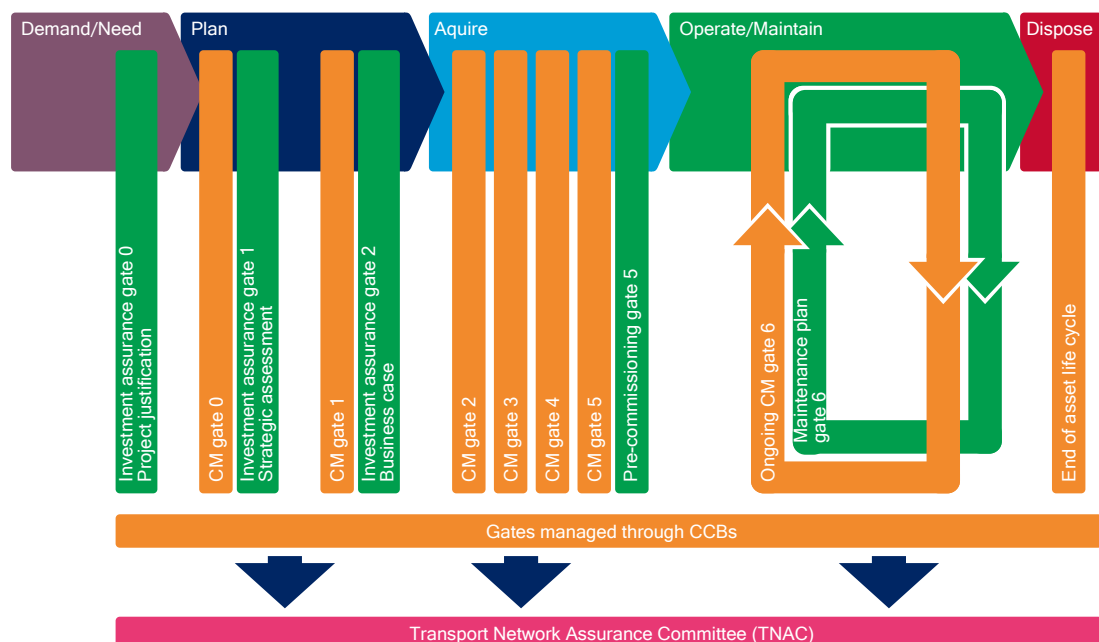 Demand/Need
Plan
Aquire
Operate/Maintain
Dispose
Investment assurance gate 0
Project justification
CM gate 0
Investment assurance gate 1
Strategic assessment
CM gate 1
Investment assurance gate 2
Business case
CM gate 2
CM gate 3
CM gate 4
CM gate 5
Pre-commissioning gate 5
Ongoing CM gate 6
Maintenance plan
gate 6
End of asset life cycle
Gates managed through CCBs
Transport Network Assurance Committee (TNAC)